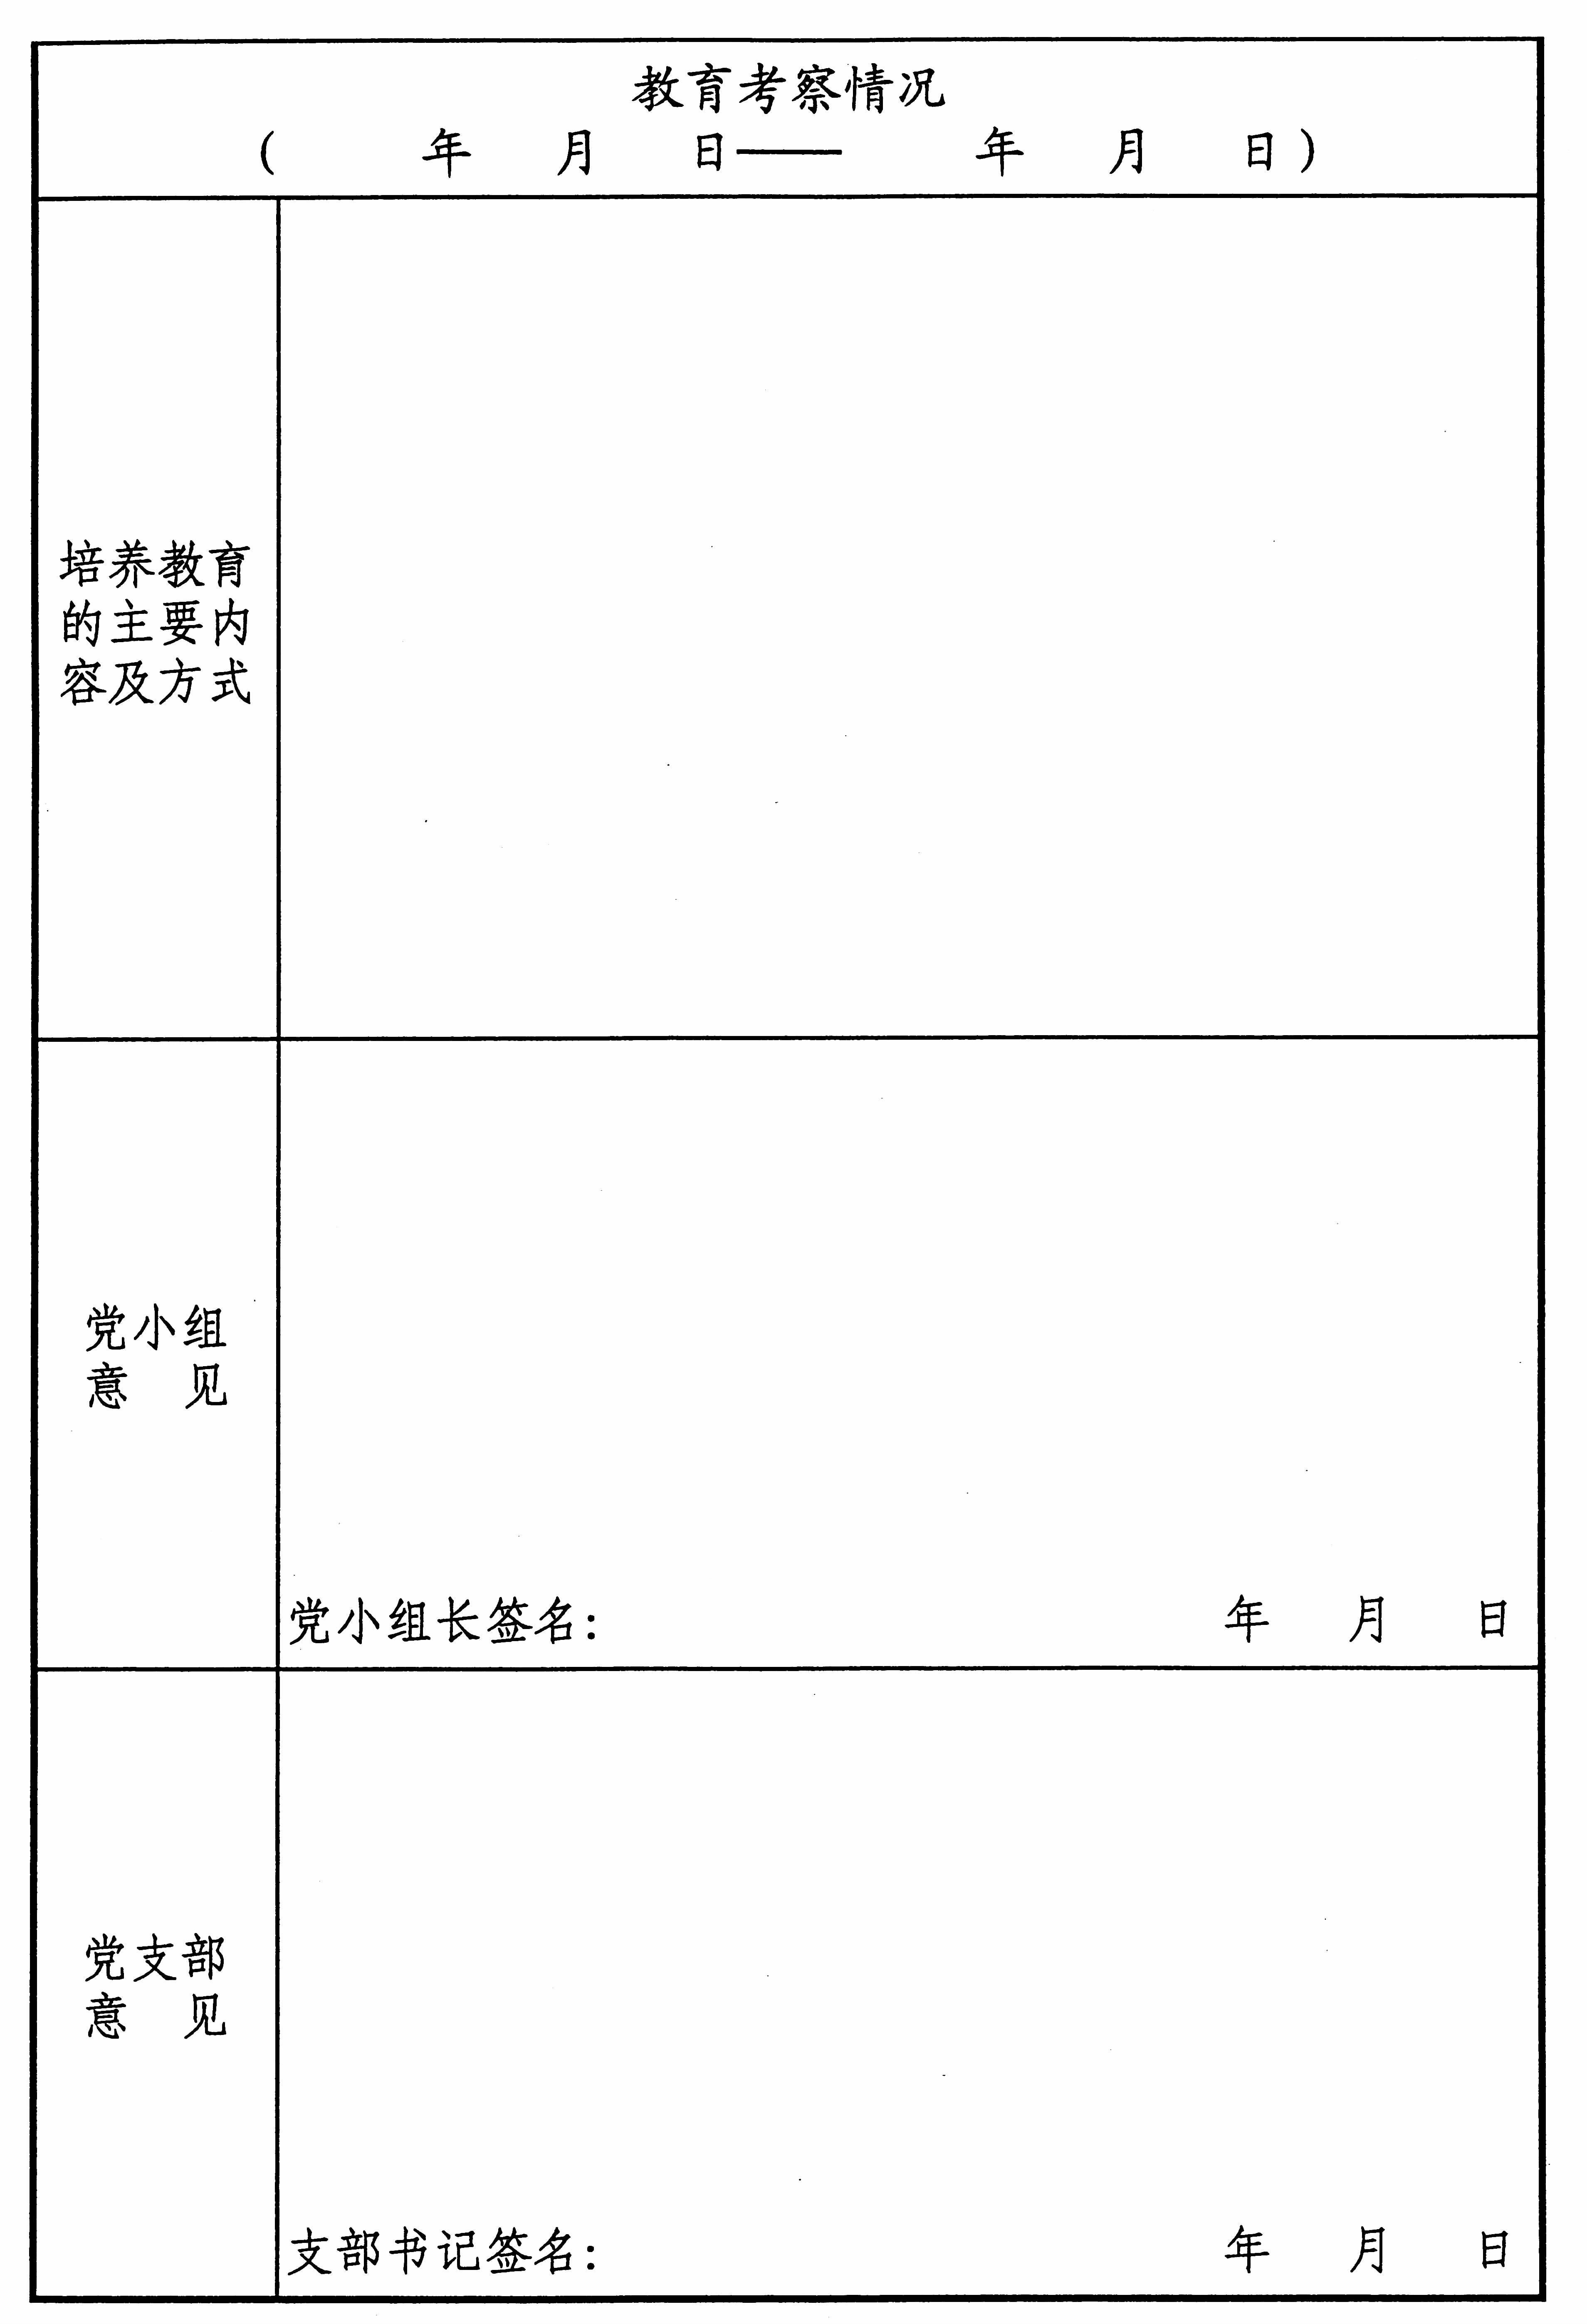 教育考察情况
（ 年 月 日—— 年 月 日）
培养教育
的主要内
容及方式
党小组
意 见
党小组长签名： 年 月 日
党支部
意 见
支部书记签名： 年 月 日